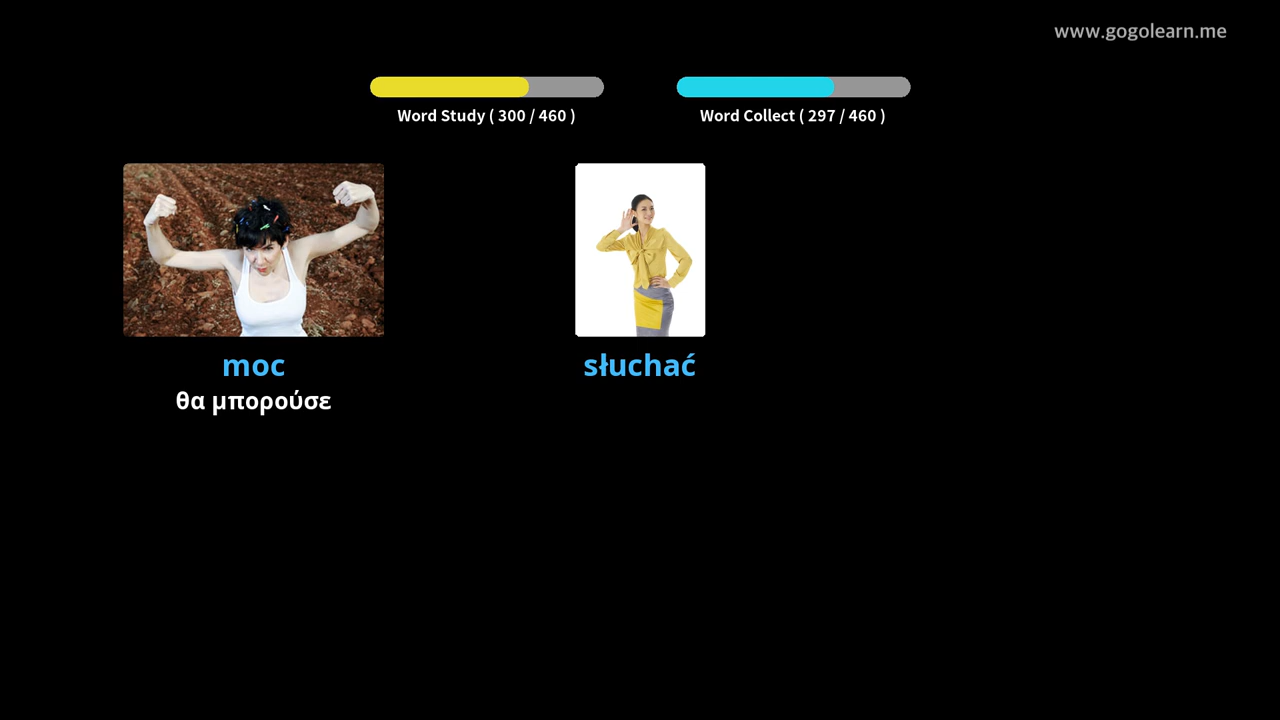 www.gogolearn.me
Word Study ( 300 / 460 )
Word Collect ( 297 / 460 )
moc
θα μπορούσε
słuchać